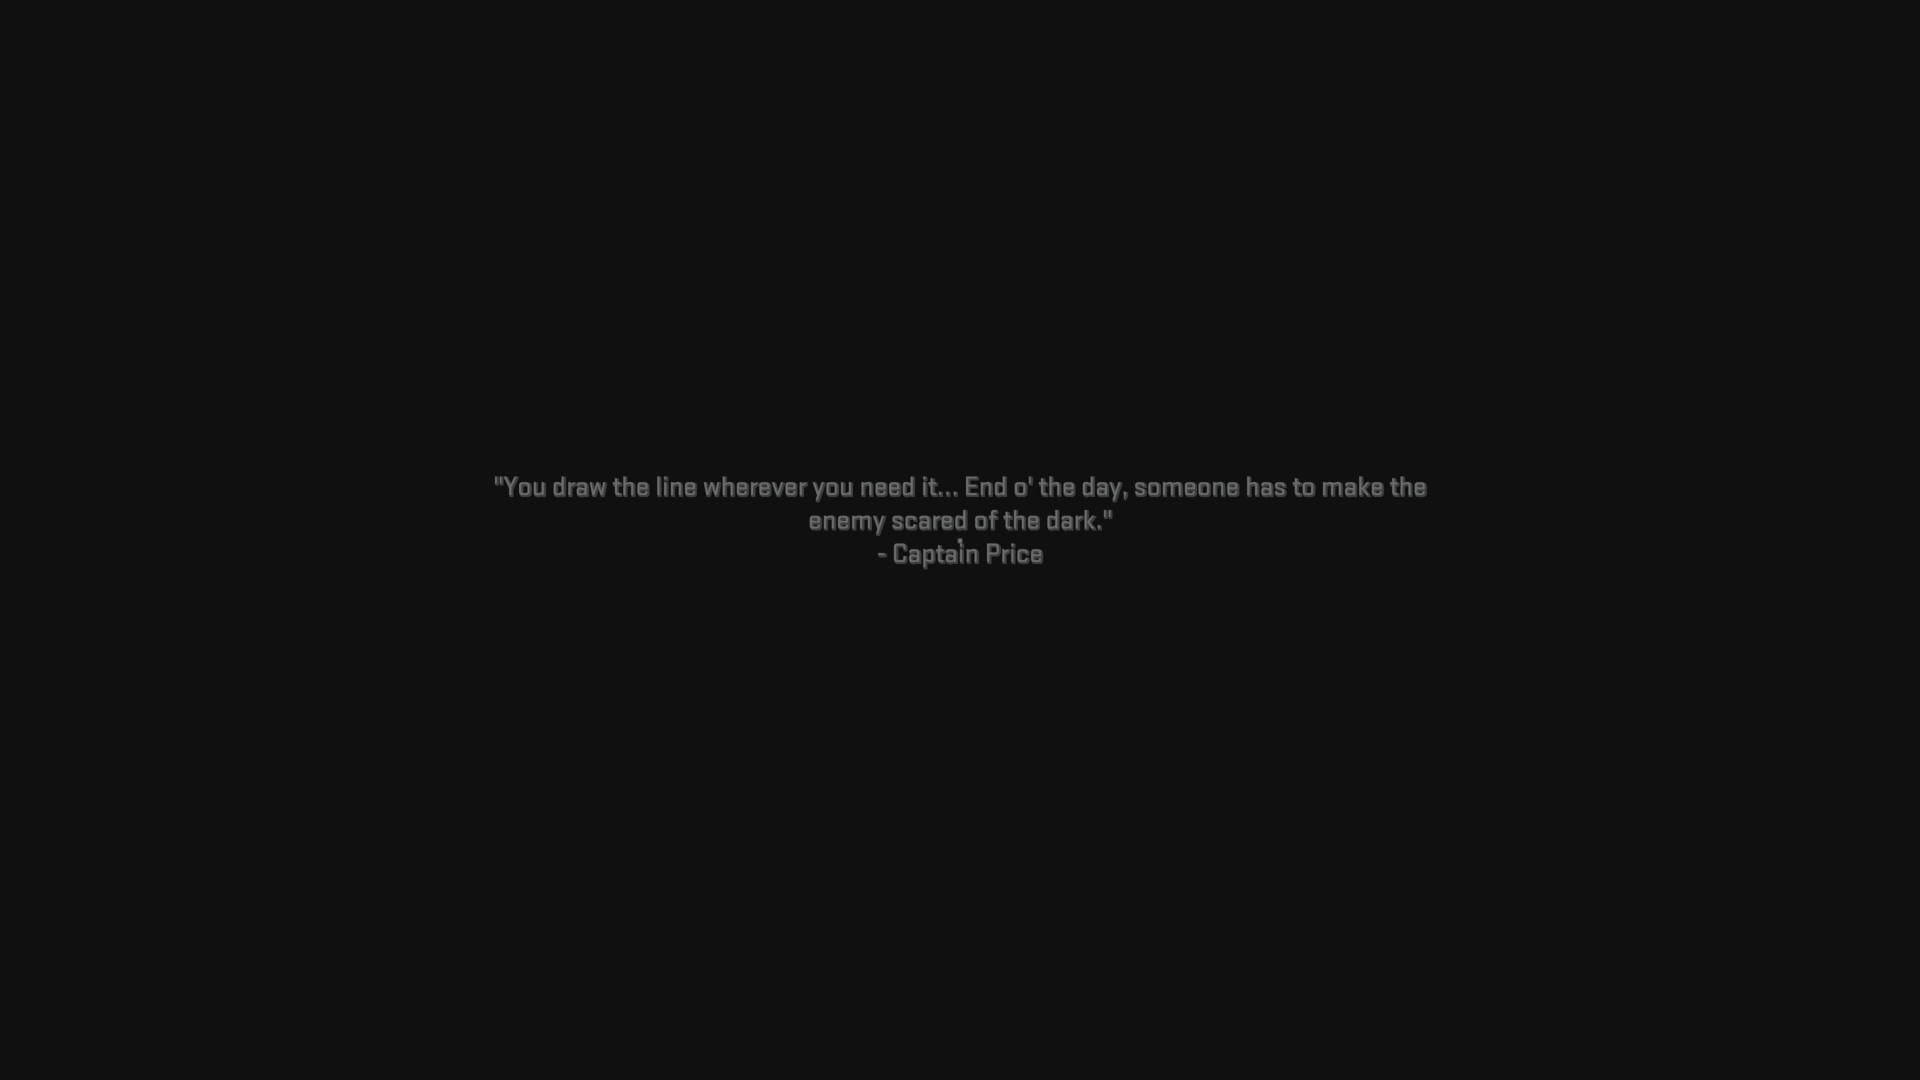 "You draw the line wherever you need it... End o' the day, someone has to make the
enemy scared of the dark."
- Captain Price